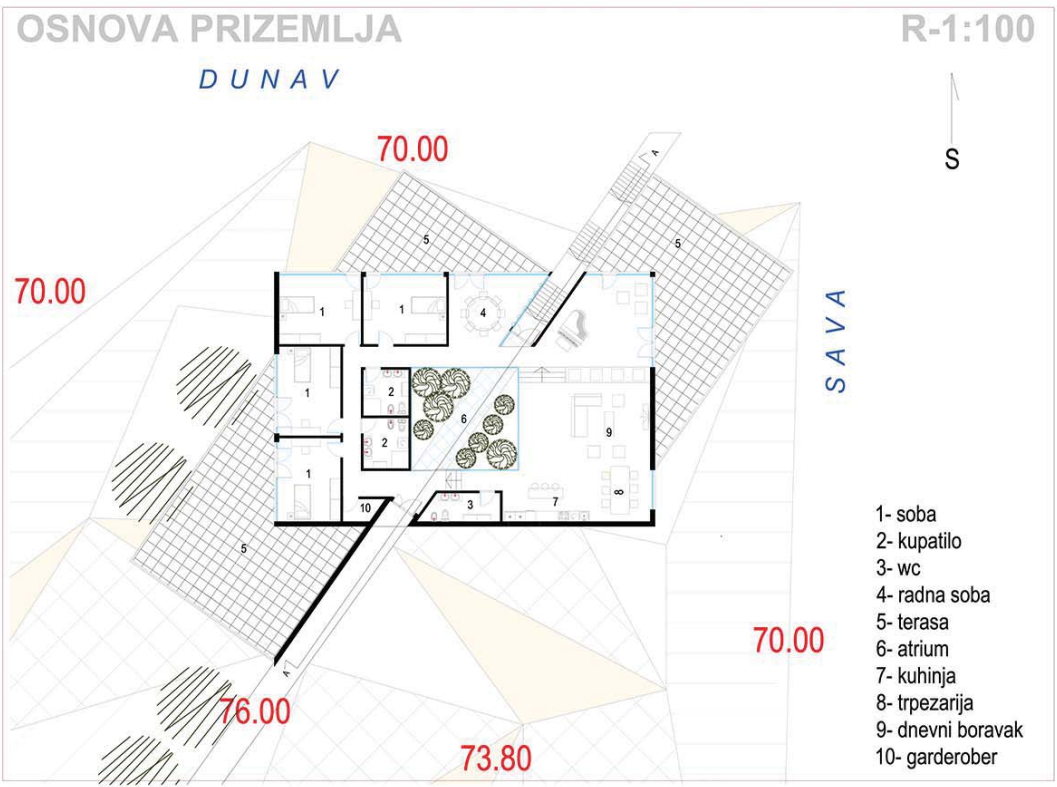 OSNOVA PRIZEMLJA
R-1:100
DUNAV
S
70.00
A
5
5
70.00
1
1
4
SAVA
1
2
6
9
2
1
10
3
7
8
5
A
70.00
76.00
73.80
1- soba
2- kupatilo
3- wc
4- radna soba
5- terasa
6- atrium
7- kuhinja
8- trpezarija
9- dnevni boravak
10- garderober